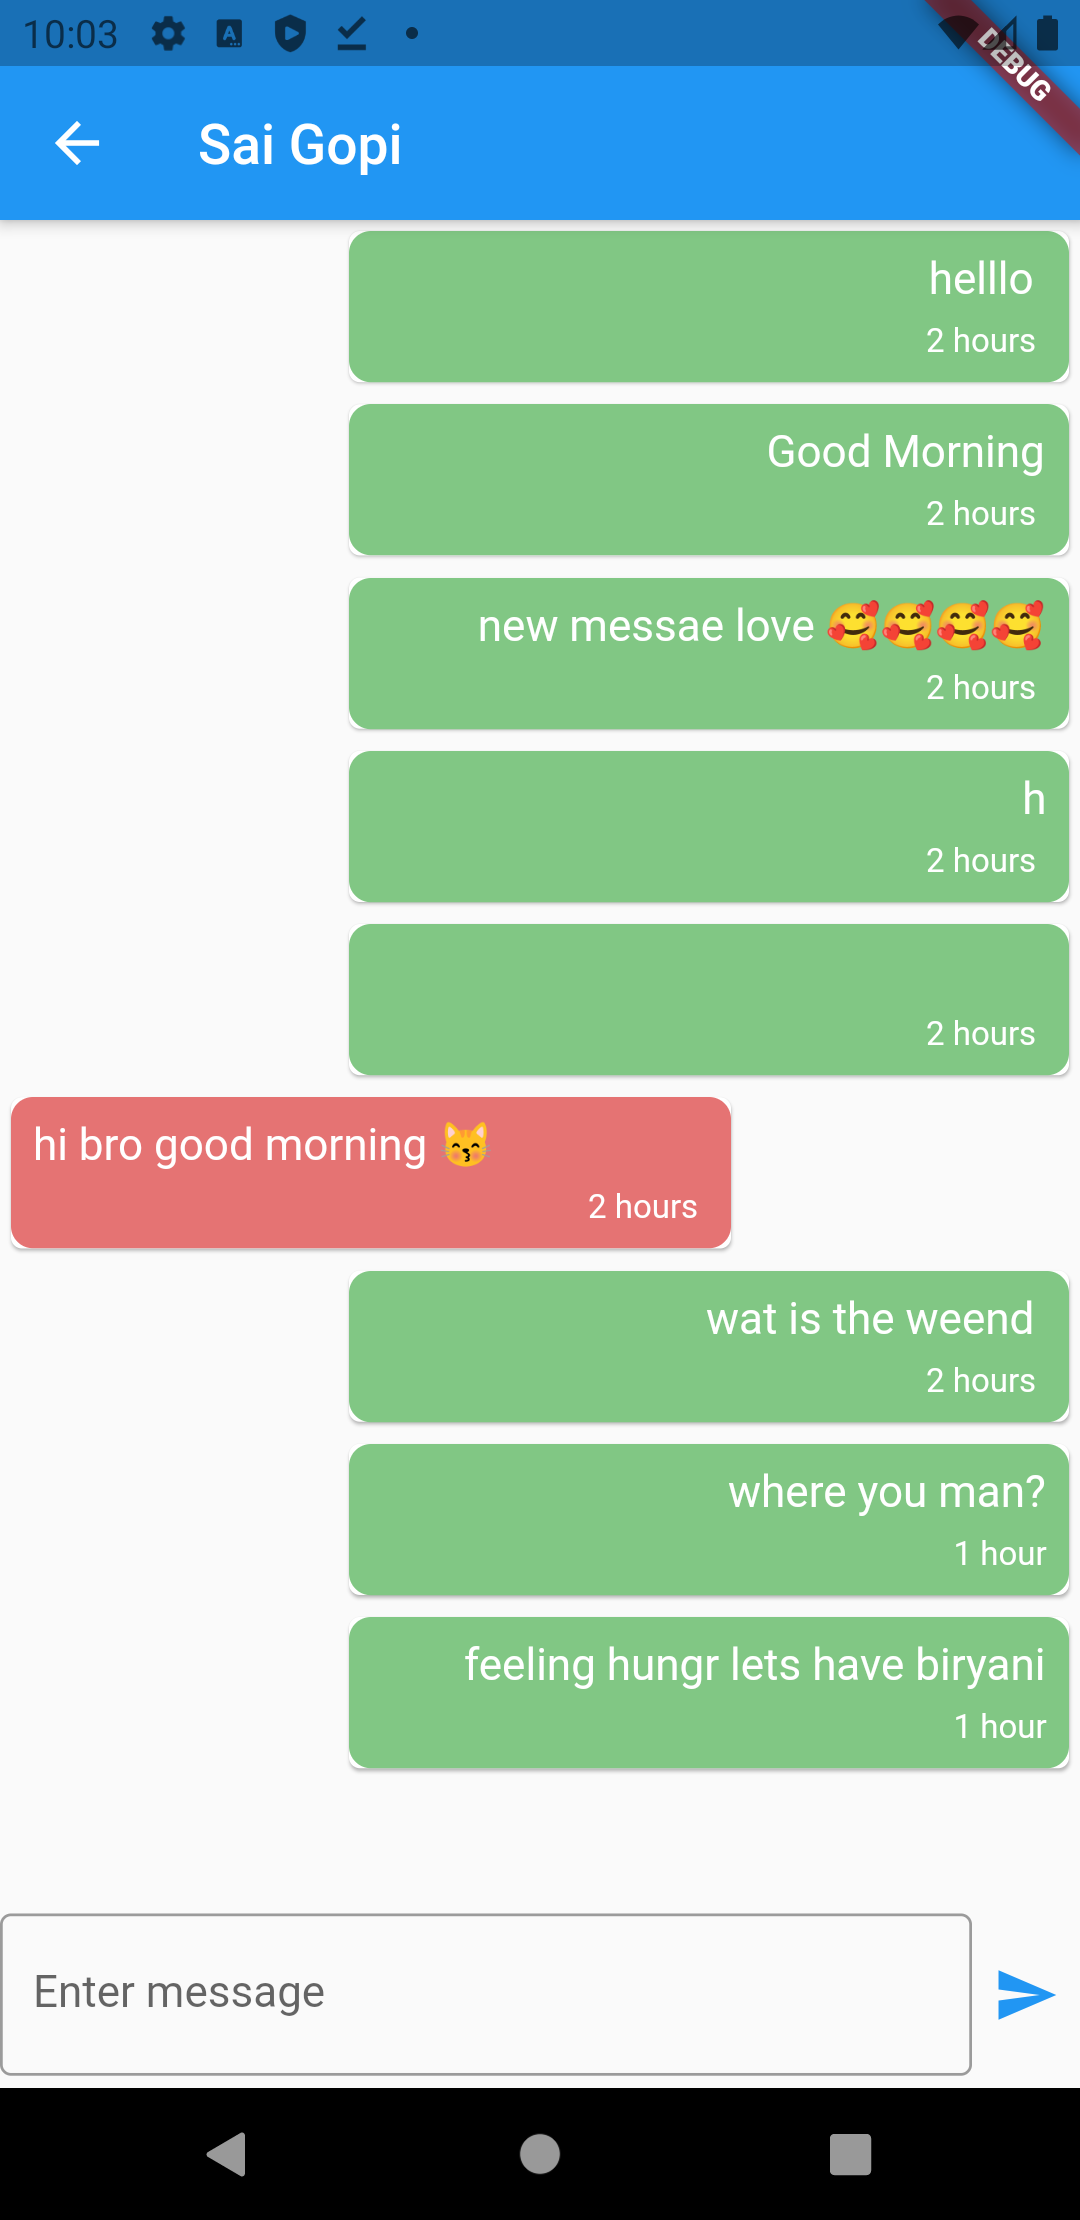 10:03
DEBUG
Sai Gopi
helllo
2 hours
Good Morning
2 hours
new messae love 🥰🥰🥰🥰
2 hours
h
2 hours
2 hours
hi bro good morning 😽
2 hours
wat is the weend
2 hours
where you man?
1 hour
feeling hungr lets have biryani
1 hour
Enter message